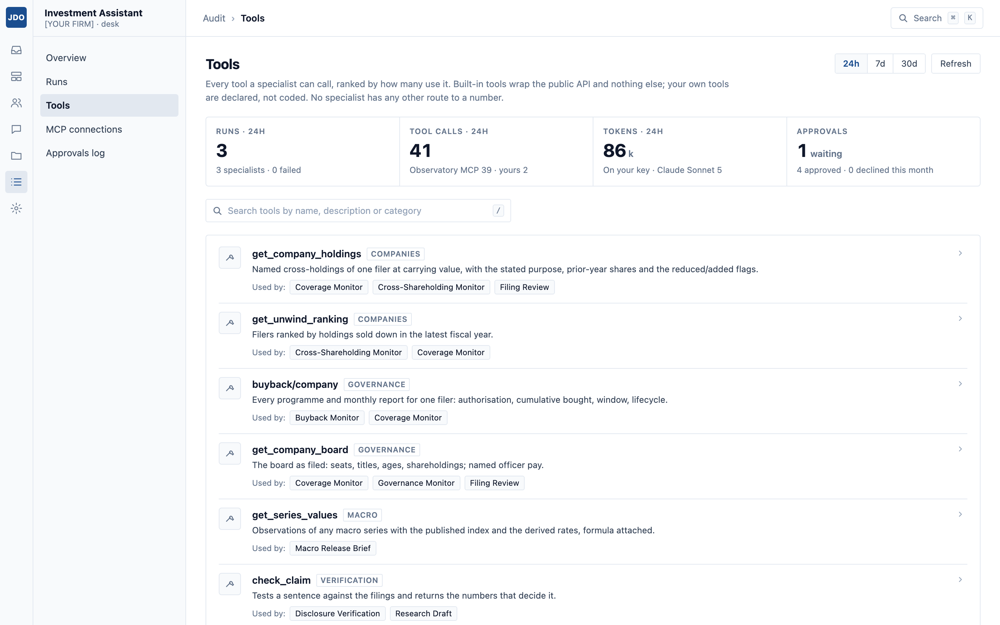 JDO
Investment Assistant
[YOUR FIRM] · desk
Overview
Runs
Tools
MCP connections
Approvals log
Audit › Tools
Search ⌘ K
Tools
24h 7d 30d Refresh
Every tool a specialist can call, ranked by how many use it. Built-in tools wrap the public API and nothing else; your own tools
are declared, not coded. No specialist has any other route to a number.
RUNS · 24H
3
3 specialists · 0 failed
TOOL CALLS · 24H
41
Observatory MCP 39 · yours 2
TOKENS · 24H
86 k
On your key · Claude Sonnet 5
APPROVALS
1 waiting
4 approved · 0 declined this month
Search tools by name, description or category /
get_company_holdings COMPANIES
Named cross-holdings of one filer at carrying value, with the stated purpose, prior-year shares and the reduced/added flags.
Used by: Coverage Monitor Cross-Shareholding Monitor Filing Review
get_unwind_ranking COMPANIES
Filers ranked by holdings sold down in the latest fiscal year.
Used by: Cross-Shareholding Monitor Coverage Monitor
buyback/company GOVERNANCE
Every programme and monthly report for one filer: authorisation, cumulative bought, window, lifecycle.
Used by: Buyback Monitor Coverage Monitor
get_company_board GOVERNANCE
The board as filed: seats, titles, ages, shareholdings; named officer pay.
Used by: Coverage Monitor Governance Monitor Filing Review
get_series_values MACRO
Observations of any macro series with the published index and the derived rates, formula attached.
Used by: Macro Release Brief
check_claim VERIFICATION
Tests a sentence against the filings and returns the numbers that decide it.
Used by: Disclosure Verification Research Draft